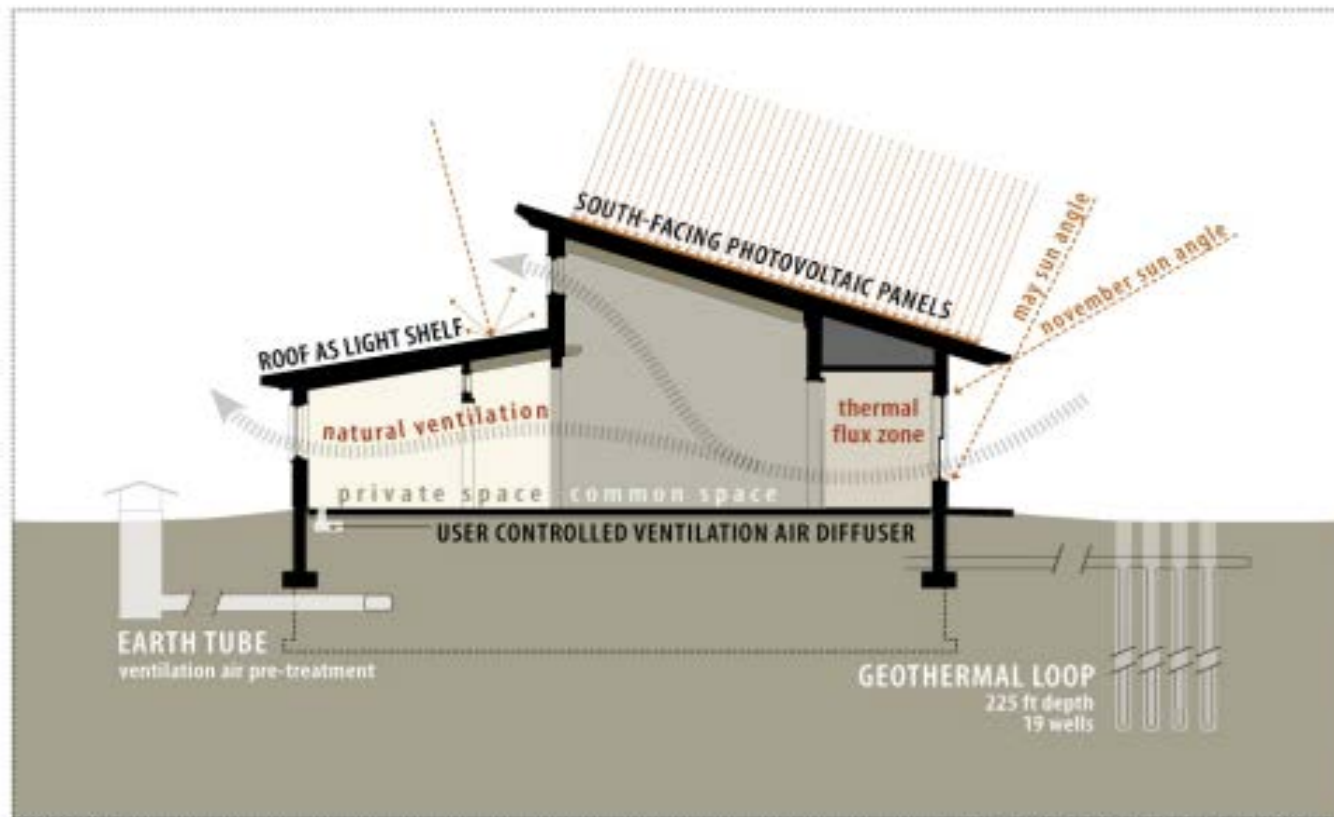 SOUTH-FACING PHOTOVOLTAIC PANELS
may sun angle
november sun angle
ROOF AS LIGHT SHELF
natural ventilation
thermal
flux zone
private space
common space
USER CONTROLLED VENTILATION AIR DIFFUSER
EARTH TUBE
ventilation air pre-treatment
GEOTHERMAL LOOP
225 ft depth
19 wells